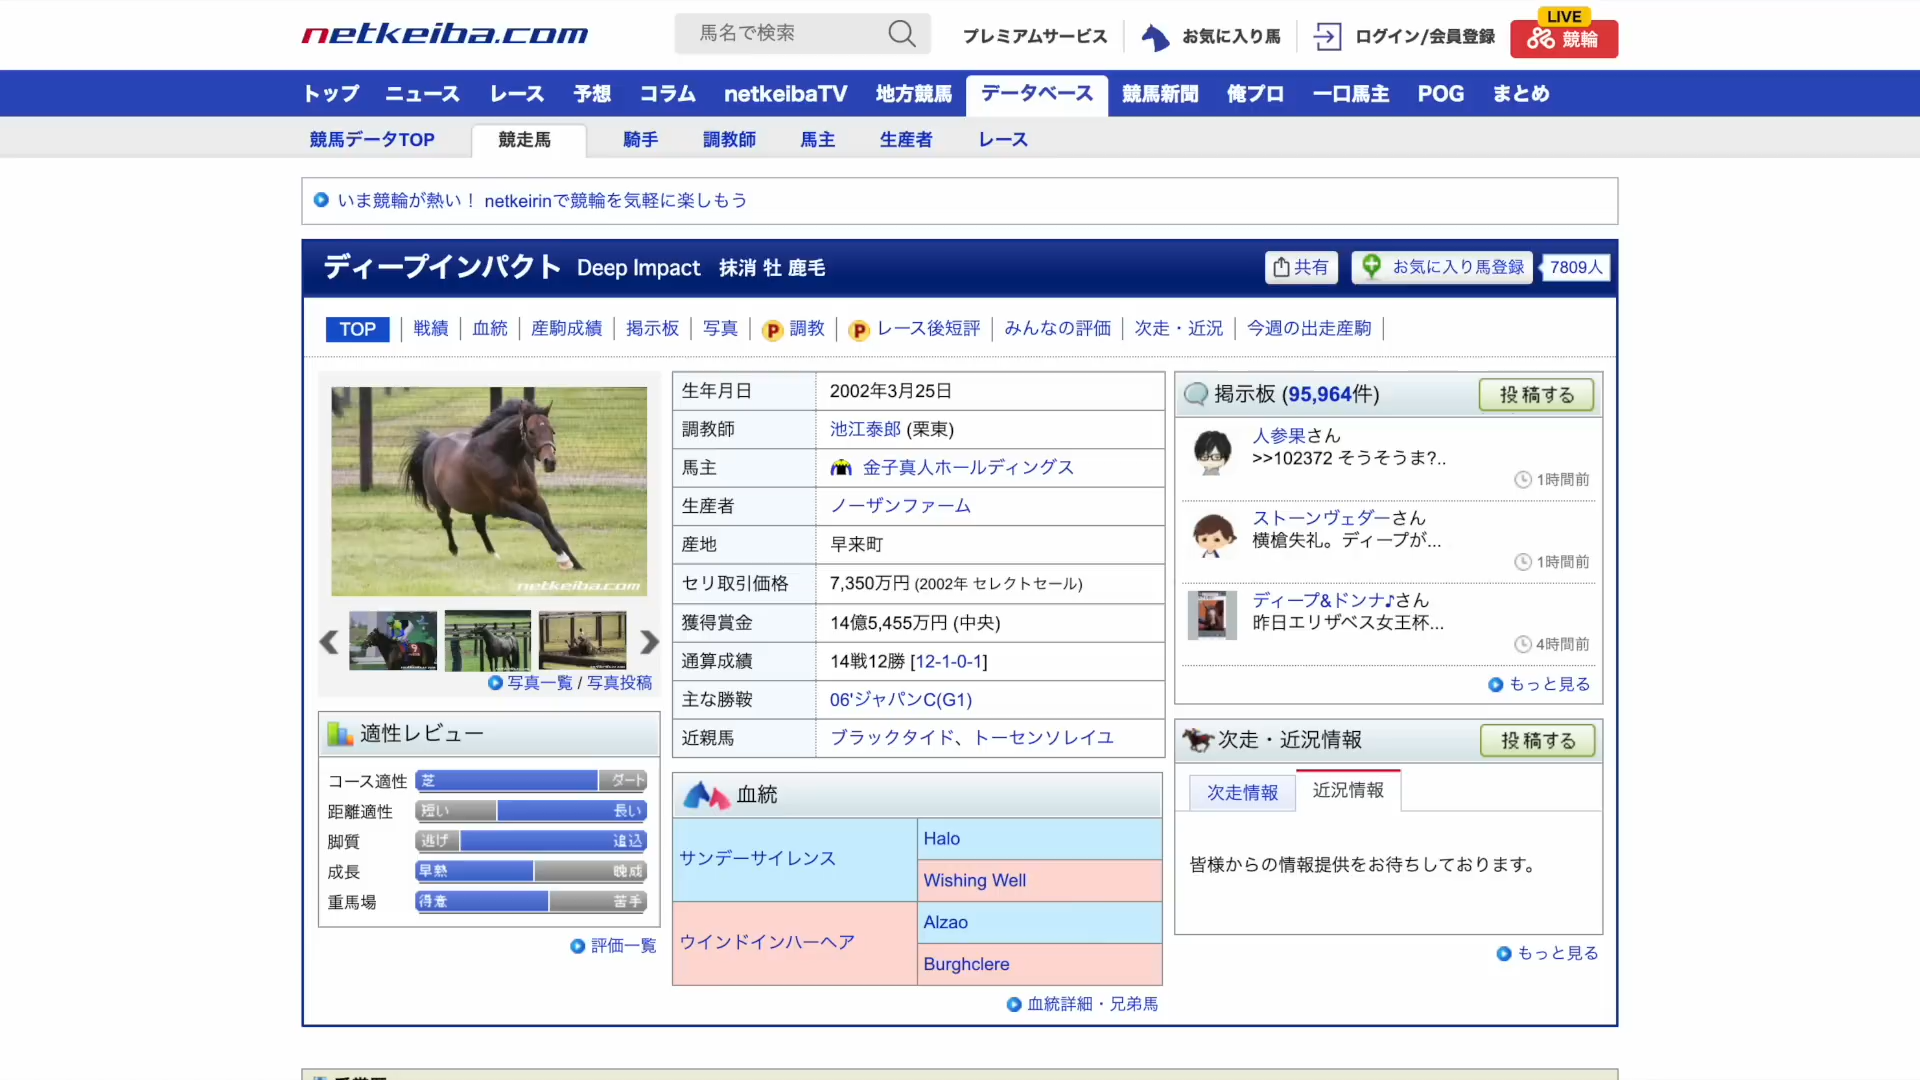 netkeiba.com
馬名で検索
プレミアムサービス
お気に入り馬
ログイン/会員登録
LIVE
競輪
トップ ニュース レース 予想 コラム netkeibaTV 地方競馬 データベース 競馬新聞 俺プロ 一口馬主 POG まとめ
競馬データTOP 競走馬 騎手 調教師 馬主 生産者 レース
いま競輪が熱い! netkeirinで競輪を気軽に楽しもう
ディープインパクト Deep Impact 抹消 牡 鹿毛
共有 お気に入り馬登録 7809人
TOP 戦績 血統 産駒成績 掲示板 写真 P 調教 P レース後短評 みんなの評価 次走・近況 今週の出走産駒
netkeiba.com
写真一覧 / 写真投稿
適性レビュー
コース適性 芝 ダート
距離適性 短い 長い
脚質 逃げ 追込
成長 早熟 晩成
重馬場 得意 苦手
評価一覧
生年月日 2002年3月25日
調教師 池江泰郎 (栗東)
馬主 金子真人ホールディングス
生産者 ノーザンファーム
産地 早来町
セリ取引価格 7,350万円 (2002年 セレクトセール)
獲得賞金 14億5,455万円 (中央)
通算成績 14戦12勝 [12-1-0-1]
主な勝鞍 06'ジャパンC(G1)
近親馬 ブラックタイド、トーセンソレイユ
血統
サンデーサイレンス
Halo
Wishing Well
ウインドインハーヘア
Alzao
Burghclere
血統詳細・兄弟馬
掲示板 (95,964件) 投稿する
人参果さん
>>102372 そうそうま?..
1時間前
ストーンヴェダーさん
横槍失礼。ディープが...
1時間前
ディープ&ドンナ♪さん
昨日エリザベス女王杯...
4時間前
もっと見る
次走・近況情報 投稿する
次走情報 近況情報
皆様からの情報提供をお待ちしております。
もっと見る